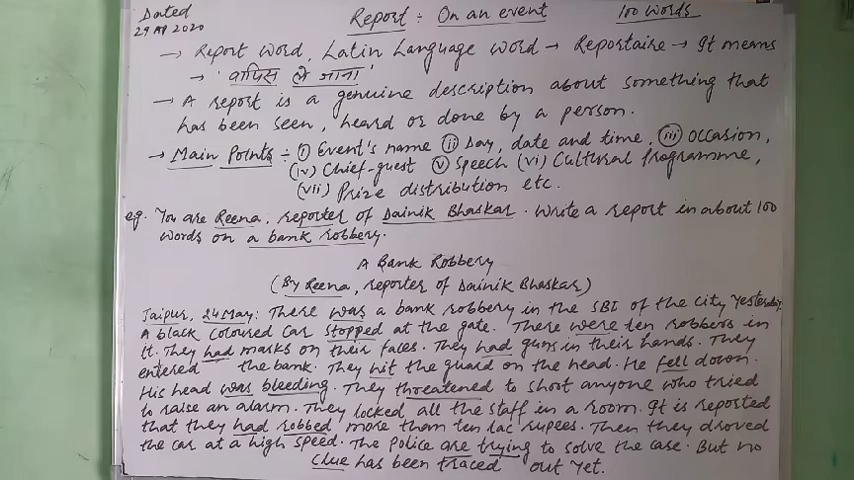 Dated
29 Ap 2020
Report :- On an event 100 words
→ Report word, Latin Language word → Reportaire → It means
→ 'वापिस ले जाना'
→ A report is a genuine description about something that
has been seen, heard or done by a person.
→ Main Points :- (i) Event's name (ii) Day, date and time, (iii) Occasion,
(iv) Chief-guest (v) Speech (vi) Cultural programme,
(vii) Prize distribution etc.
eg. You are Reena, reporter of Dainik Bhaskar. Write a report in about 100
words on a bank robbery.
A Bank Robbery
(By Reena, reporter of Dainik Bhaskar)
Jaipur, 24 May: There was a bank robbery in the SBI of the city yesterday.
A black coloured car stopped at the gate. There were ten robbers in
it. They had masks on their faces. They had guns in their hands. They
entered the bank. They hit the guard on the head. He fell down.
His head was bleeding. They threatened to shoot anyone who tried
to raise an alarm. They locked all the staff in a room. It is reported
that they had robbed more than ten lac rupees. Then they droved
the car at a high speed. The police are trying to solve the case. But no
clue has been traced out yet.